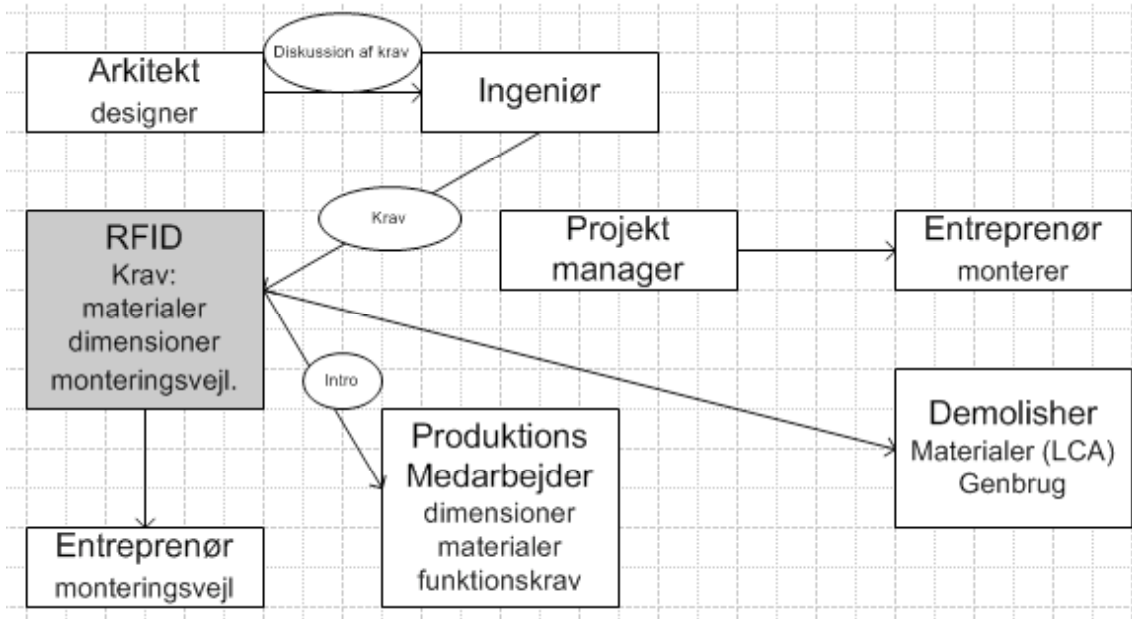 Diskussion af krav
Arkitekt
designer
Ingeniør
Krav
RFID
Krav:
materialer
dimensioner
monteringsvejl.
Projekt
manager
Entreprenør
monterer
Intro
Produktions
Medarbejder
dimensioner
materialer
funktionskrav
Demolisher
Materialer (LCA)
Genbrug
Entreprenør
monteringsvejl